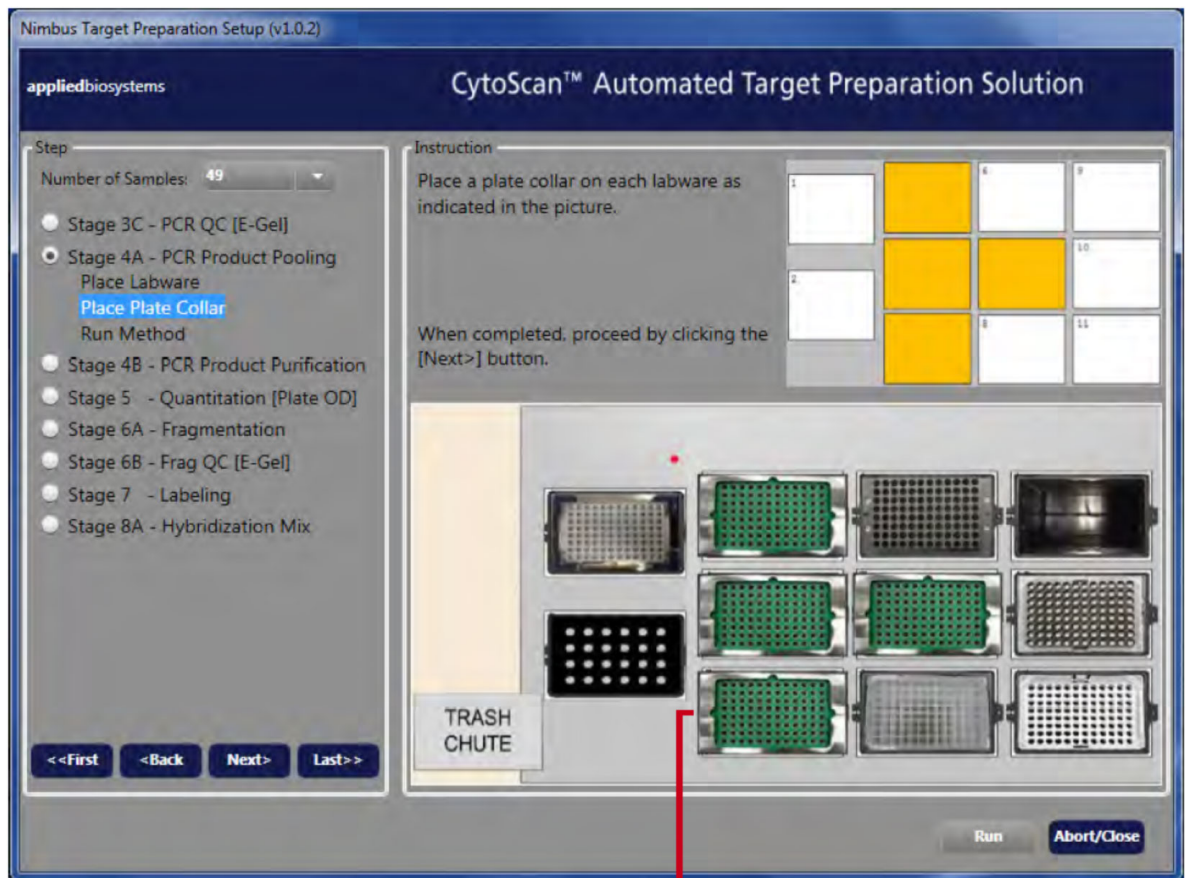 Nimbus Target Preparation Setup (v1.0.2)
appliedbiosystems
CytoScan™ Automated Target Preparation Solution
Step
Number of Samples: 49
Stage 3C - PCR QC [E-Gel]
Stage 4A - PCR Product Pooling
Place Labware
Place Plate Collar
Run Method
Stage 4B - PCR Product Purification
Stage 5 - Quantitation [Plate OD]
Stage 6A - Fragmentation
Stage 6B - Frag QC [E-Gel]
Stage 7 - Labeling
Stage 8A - Hybridization Mix
<<First <Back Next> Last>>
Instruction
Place a plate collar on each labware as
indicated in the picture.
When completed, proceed by clicking the
[Next>] button.
1
2
10
8
11
TRASH
CHUTE
Run Abort/Close